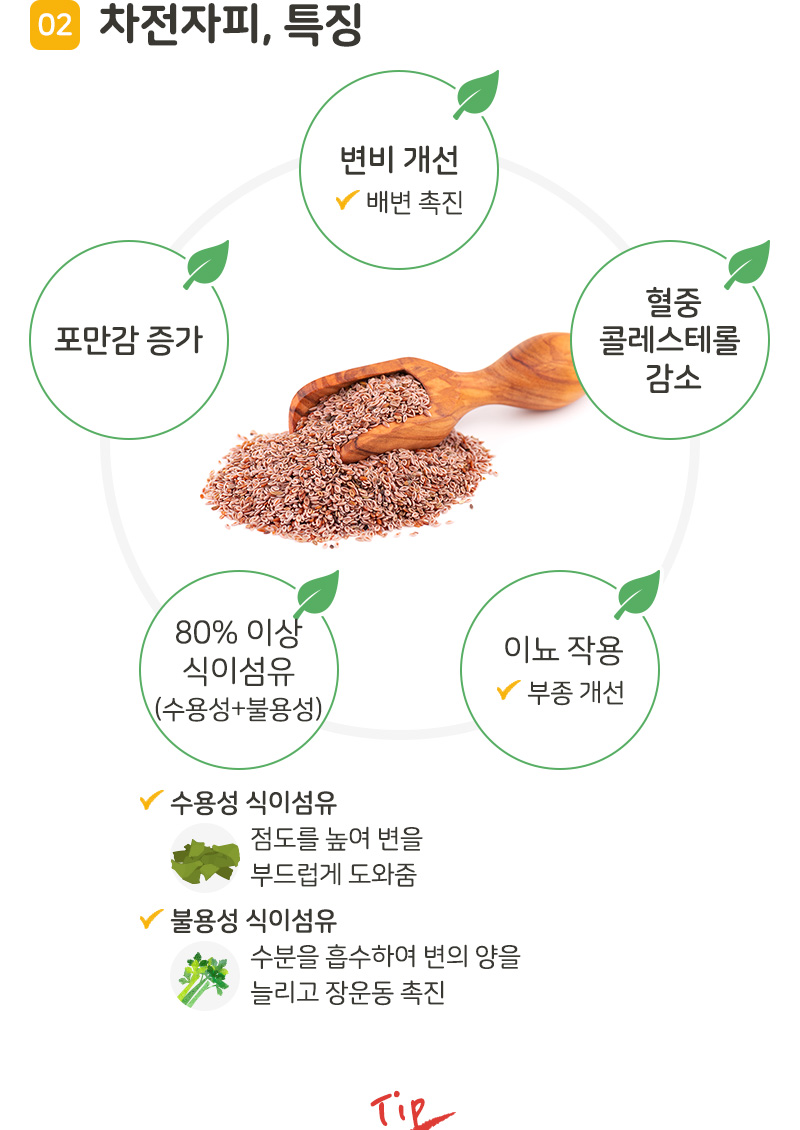 02 차전자피, 특징
변비 개선
배변 촉진
포만감 증가
혈중
콜레스테롤
감소
80% 이상
식이섬유
(수용성+불용성)
이뇨 작용
부종 개선
수용성 식이섬유
점도를 높여 변을
부드럽게 도와줌
불용성 식이섬유
수분을 흡수하여 변의 양을
늘리고 장운동 촉진
Tip